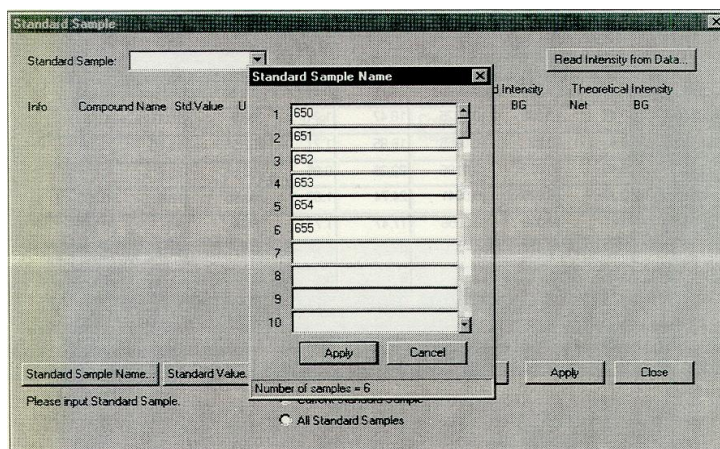 Standard Sample
Standard Sample:
Read Intensity from Data...
Standard Sample Name
Intensity Theoretical Intensity
Info Compound Name Std.Value U BG Net BG
1 650
2 651
3 652
4 653
5 654
6 655
7
8
9
10
Apply Cancel
Standard Sample Name... Standard Value Apply Close
Number of samples = 6
Please input Standard Sample.
Current Standard Sample
All Standard Samples